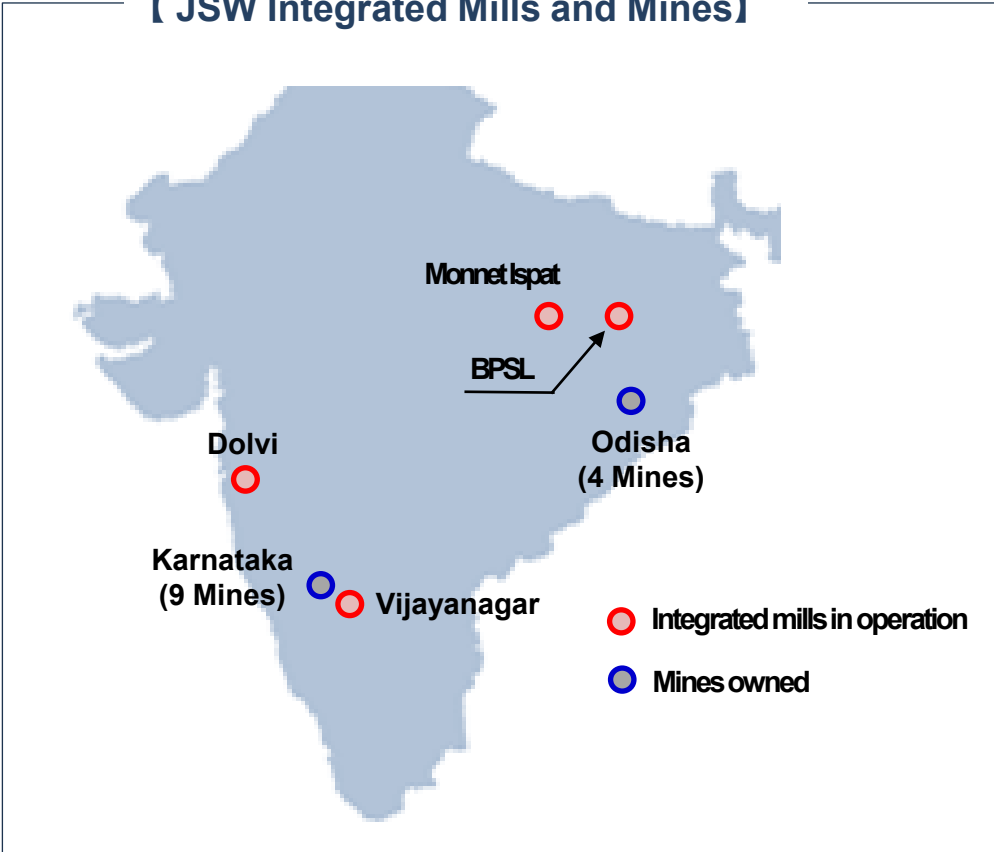 【 JSW Integrated Mills and Mines】
Monnet Ispat
BPSL
Odisha
(4 Mines)
Dolvi
Karnataka
(9 Mines)
Vijayanagar
Integrated mills in operation
Mines owned